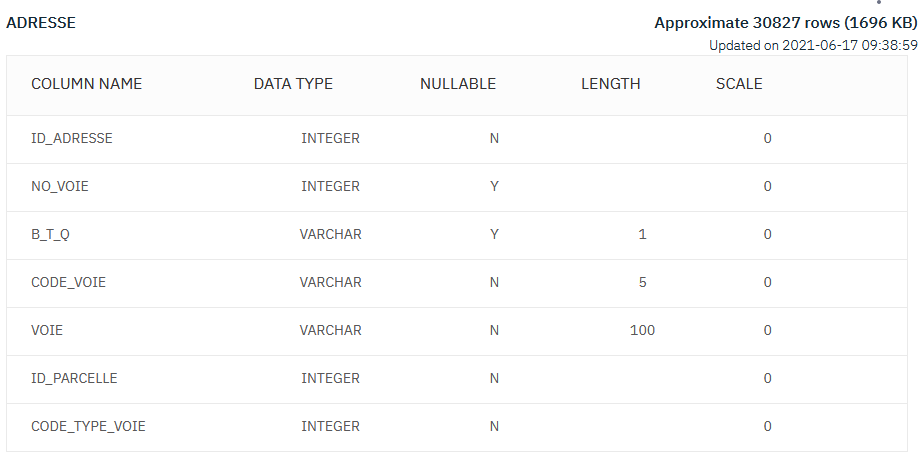 ADRESSE Approximate 30827 rows (1696 KB)
Updated on 2021-06-17 09:38:59
COLUMN NAME DATA TYPE NULLABLE LENGTH SCALE
ID_ADRESSE INTEGER N 0
NO_VOIE INTEGER Y 0
B_T_Q VARCHAR Y 1 0
CODE_VOIE VARCHAR N 5 0
VOIE VARCHAR N 100 0
ID_PARCELLE INTEGER N 0
CODE_TYPE_VOIE INTEGER N 0